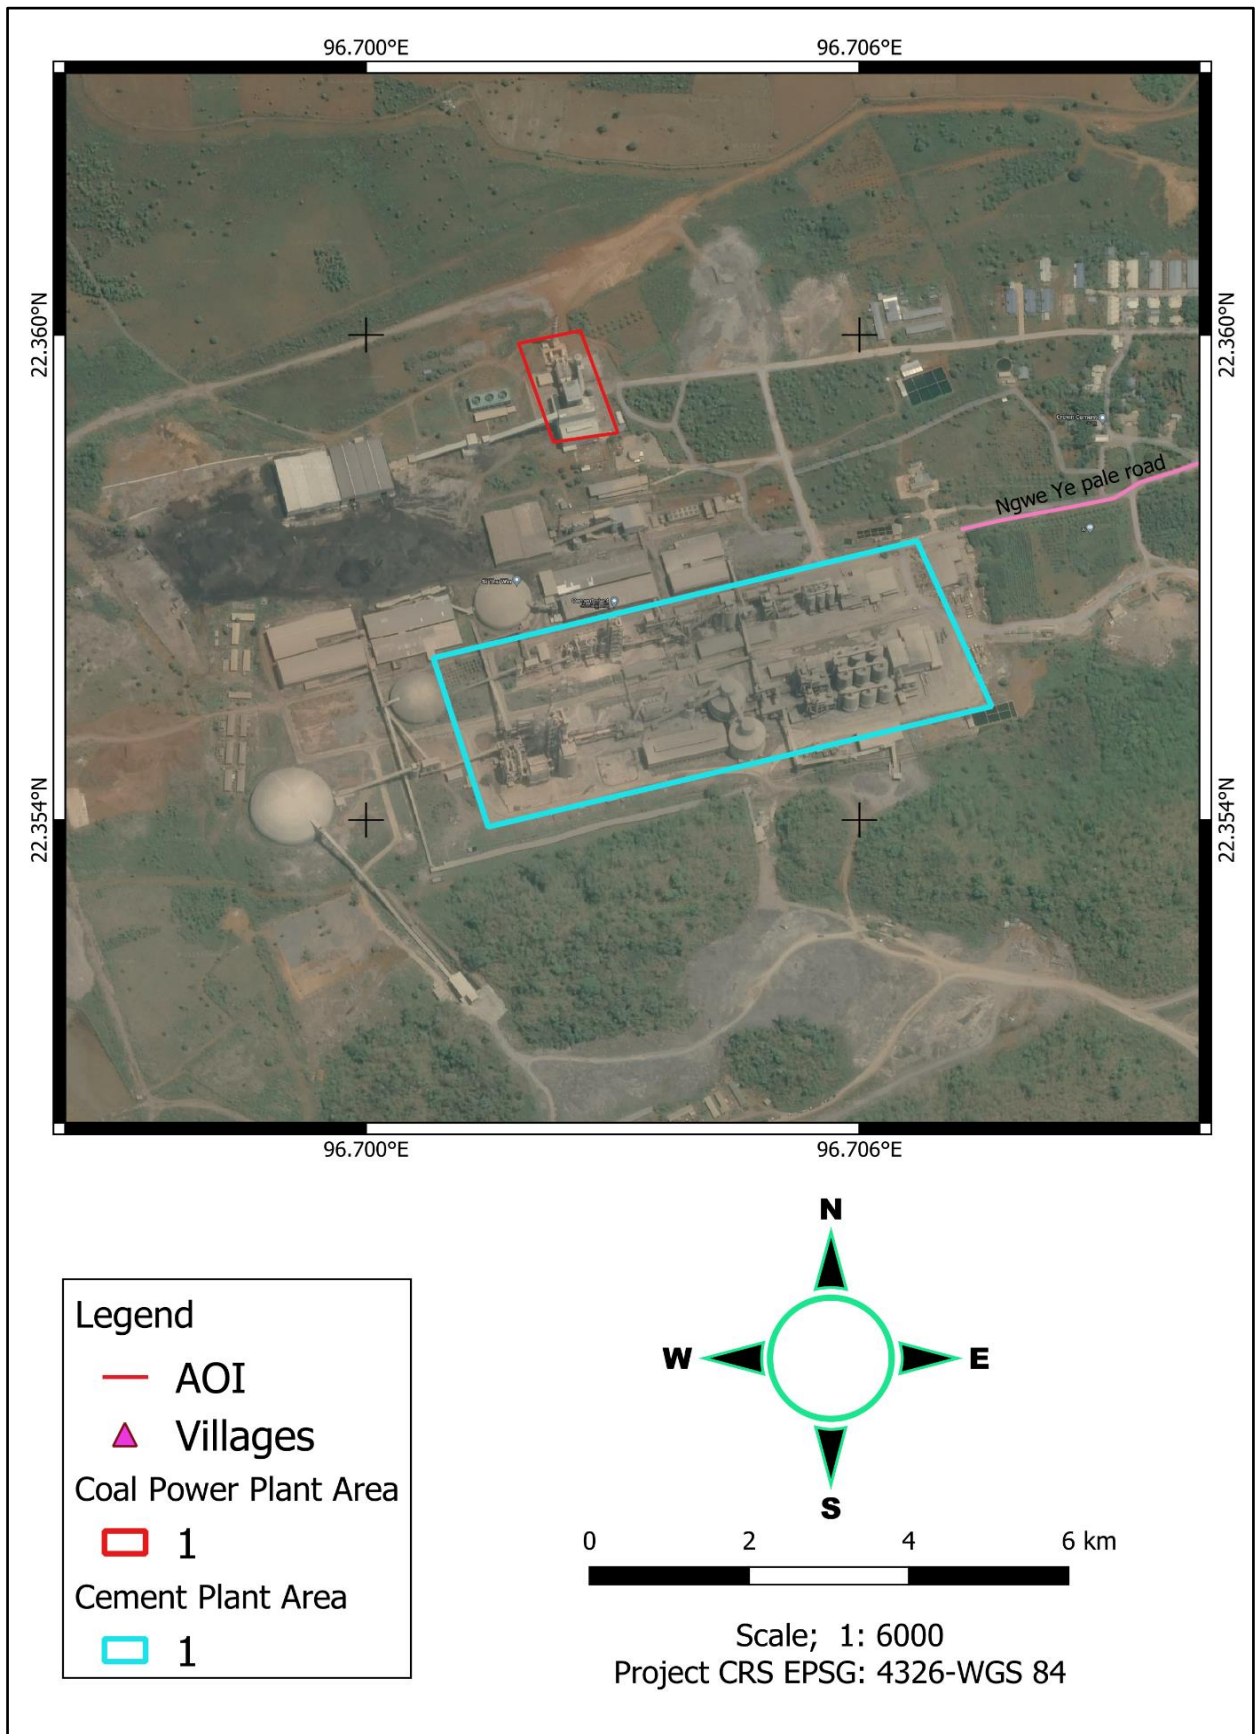 96.700°E
96.706°E
22.360°N
22.360°N
Ngwe Ye pale road
22.354°N
22.354°N
96.700°E
96.706°E
N
W
E
S
Legend
AOI
Villages
Coal Power Plant Area
1
Cement Plant Area
1
0 2 4 6 km
Scale; 1: 6000
Project CRS EPSG: 4326-WGS 84